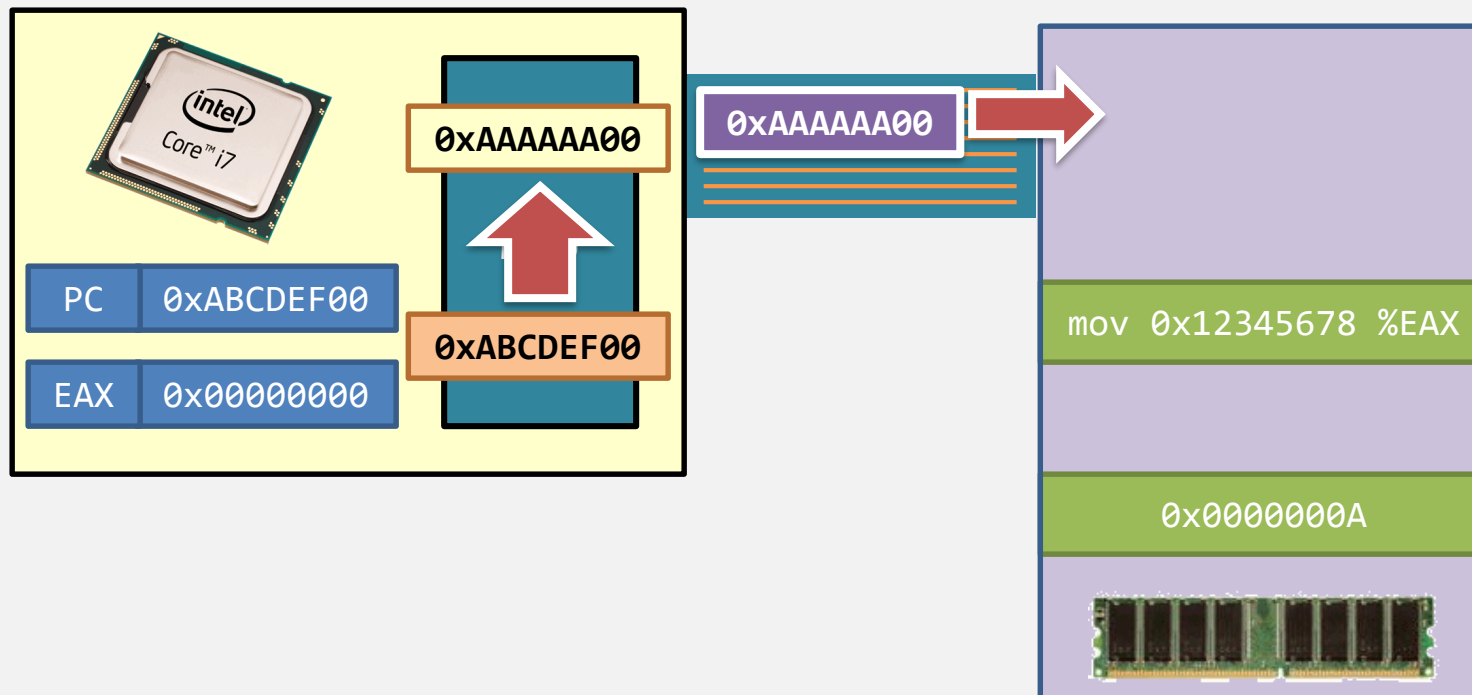 intel
Core™ i7
PC 0xABCDEF00
EAX 0x00000000
0xAAAAAA00
0xABCDEF00
0xAAAAAA00
mov 0x12345678 %EAX
0x0000000A